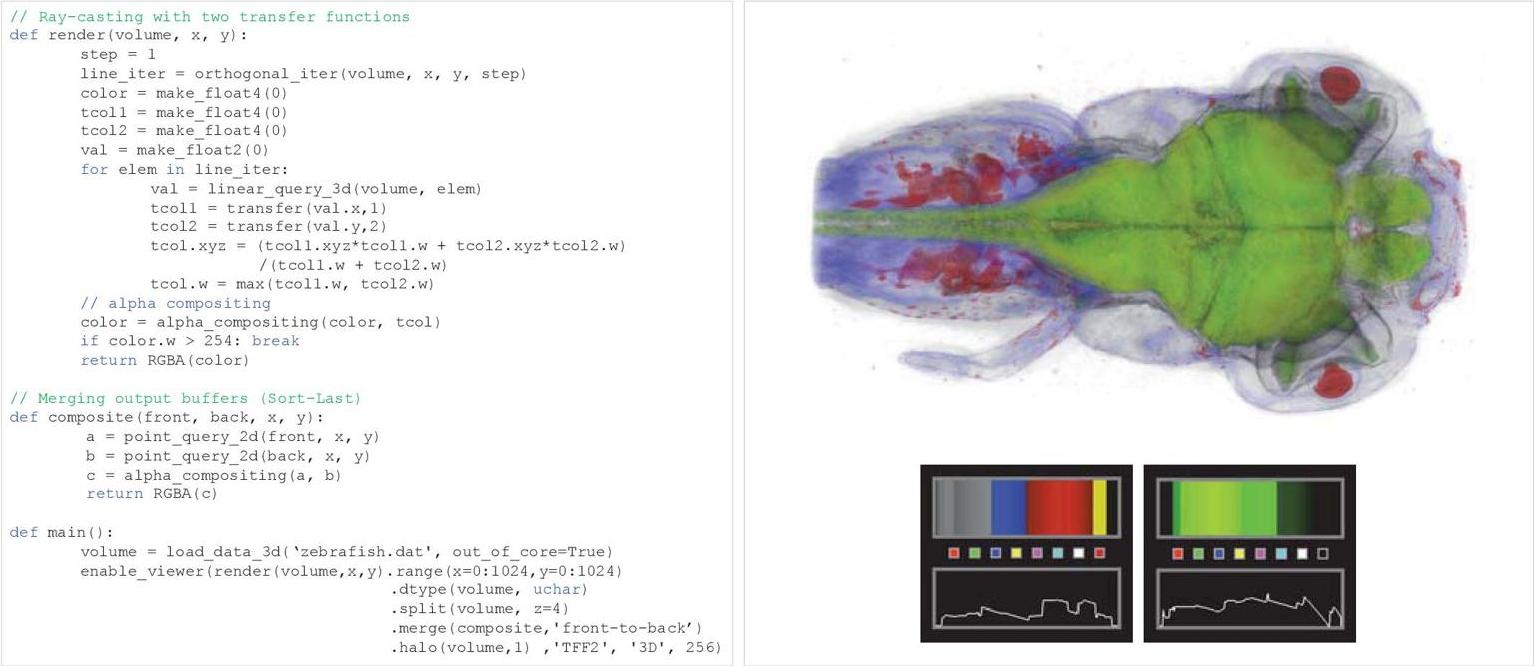 // Ray-casting with two transfer functions
def render(volume, x, y):
step = 1
line_iter = orthogonal_iter(volume, x, y, step)
color = make_float4(0)
tcol1 = make_float4(0)
tcol2 = make_float4(0)
val = make_float2(0)
for elem in line_iter:
val = linear_query_3d(volume, elem)
tcol1 = transfer(val.x,1)
tcol2 = transfer(val.y,2)
tcol.xyz = (tcol1.xyz*tcol1.w + tcol2.xyz*tcol2.w)
/(tcol1.w + tcol2.w)
tcol.w = max(tcol1.w, tcol2.w)
// alpha compositing
color = alpha_compositing(color, tcol)
if color.w > 254: break
return RGBA(color)
// Merging output buffers (Sort-Last)
def composite(front, back, x, y):
a = point_query_2d(front, x, y)
b = point_query_2d(back, x, y)
c = alpha_compositing(a, b)
return RGBA(c)
def main():
volume = load_data_3d(‘zebrafish.dat', out_of_core=True)
enable_viewer(render(volume,x,y).range(x=0:1024,y=0:1024)
.dtype(volume, uchar)
.split(volume, z=4)
.merge(composite,'front-to-back’)
.halo(volume,1) ,'TFF2', '3D', 256)